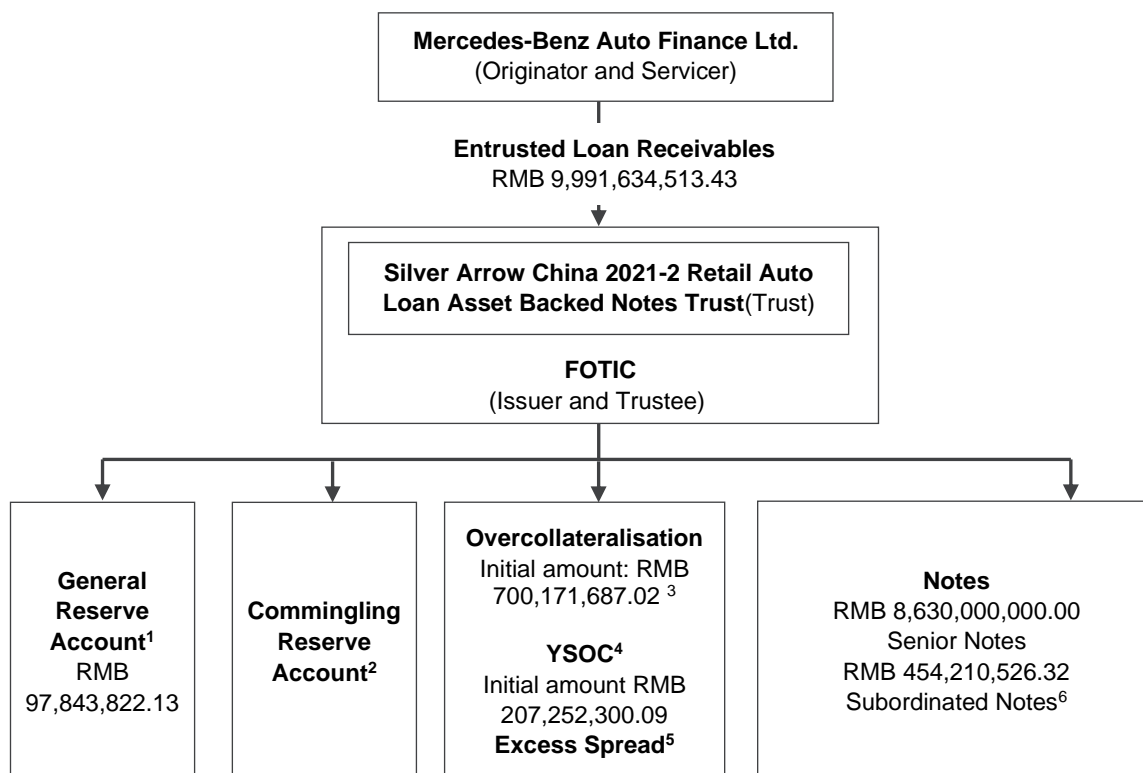 Mercedes-Benz Auto Finance Ltd.
(Originator and Servicer)
Entrusted Loan Receivables
RMB 9,991,634,513.43
Silver Arrow China 2021-2 Retail Auto
Loan Asset Backed Notes Trust(Trust)
FOTIC
(Issuer and Trustee)
General
Reserve
Account1
RMB
97,843,822.13
Commingling
Reserve
Account2
Overcollateralisation
Initial amount: RMB
700,171,687.02 3
YSOC4
Initial amount RMB
207,252,300.09
Excess Spread5
Notes
RMB 8,630,000,000.00
Senior Notes
RMB 454,210,526.32
Subordinated Notes6